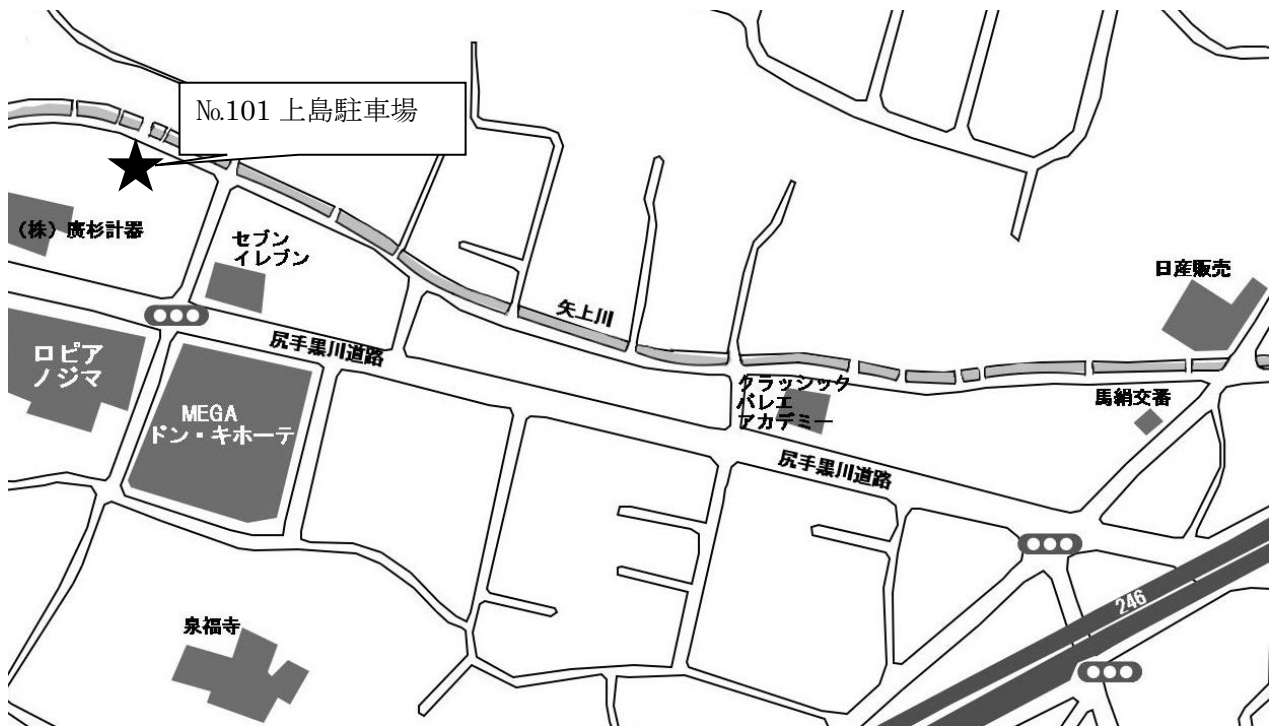 №101 上島駐車場
(株)廣杉計器
セブン
イレブン
日産販売
矢上川
尻手黒川道路
ロピア
ノジマ
クラッシック
バレエ
アカデミー
馬絹交番
MEGA
ドン・キホーテ
尻手黒川道路
246
泉福寺